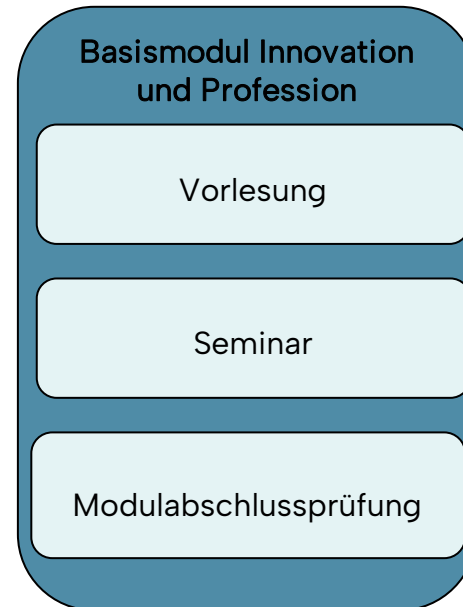 Basismodul Innovation
und Profession
Vorlesung
Seminar
Modulabschlussprüfung